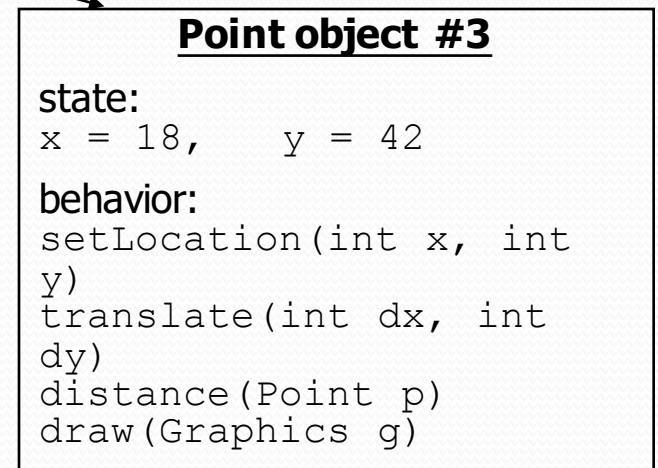 Point object #3
state:
x = 18,   y = 42
behavior:
setLocation(int x, int
y)
translate(int dx, int
dy)
distance(Point p)
draw(Graphics g)